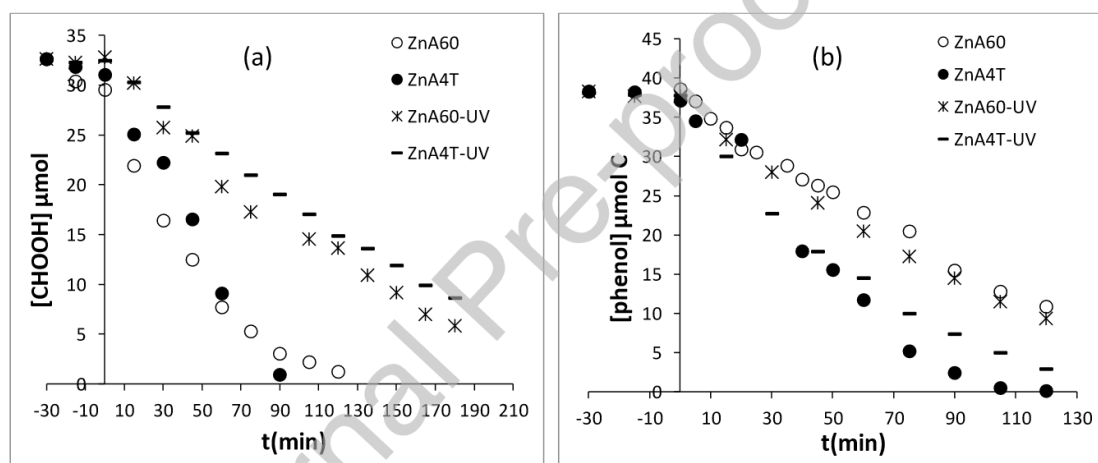 (a)
ZnA60
ZnA4T
ZnA60-UV
ZnA4T-UV
[CHOOH] µmol
35
30
25
20
15
10
5
0
-30 -10 10 30 50 70 90 110 130 150 170 190 210
t(min)
(b)
ZnA60
ZnA4T
ZnA60-UV
ZnA4T-UV
[phenol] µmol C
45
40
35
30
25
20
15
10
5
0
-30 -10 10 30 50 70 90 110 130
t(min)
rnal Pre-proo